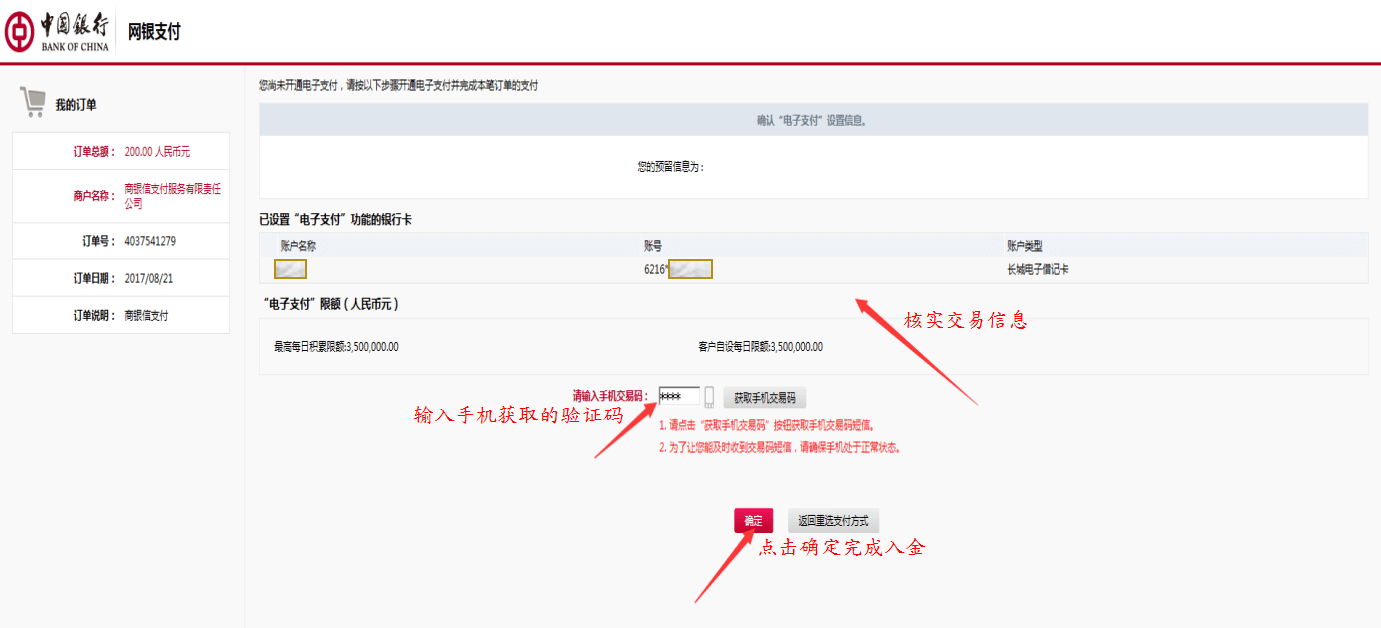 中国银行
BANK OF CHINA
网银支付
我的订单
订单总额： 200.00 人民币元
商户名称： 商银信支付服务有限责任
公司
订单号： 4037541279
订单日期： 2017/08/21
订单说明： 商银信支付
您尚未开通电子支付，请按以下步骤开通电子支付并完成本笔订单的支付
确认“电子支付”设置信息。
您的预留信息为：
已设置“电子支付”功能的银行卡
账户名称 账号 账户类型
6216* 长城电子借记卡
“电子支付”限额（人民币元）
核实交易信息
最高每日积累限额:3,500,000.00 客户自设每日限额:3,500,000.00
请输入手机交易码： **** 获取手机交易码
输入手机获取的验证码
1. 请点击“获取手机交易码”按钮获取手机交易码短信。
2. 为了让您能及时收到交易码短信，请确保手机处于正常状态。
确定 返回重选支付方式
点击确定完成入金